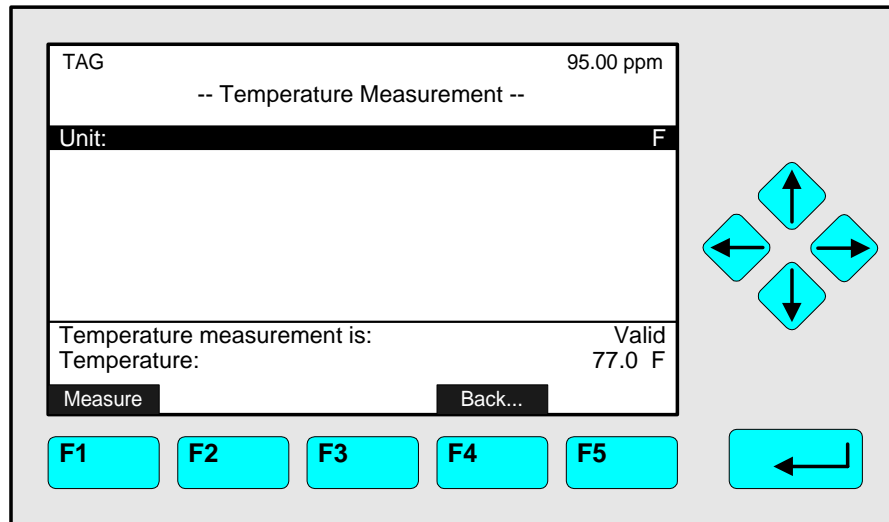 TAG 95.00 ppm
-- Temperature Measurement --
Unit: F
Temperature measurement is: Valid
Temperature: 77.0 F
Measure Back...
F1 F2 F3 F4 F5